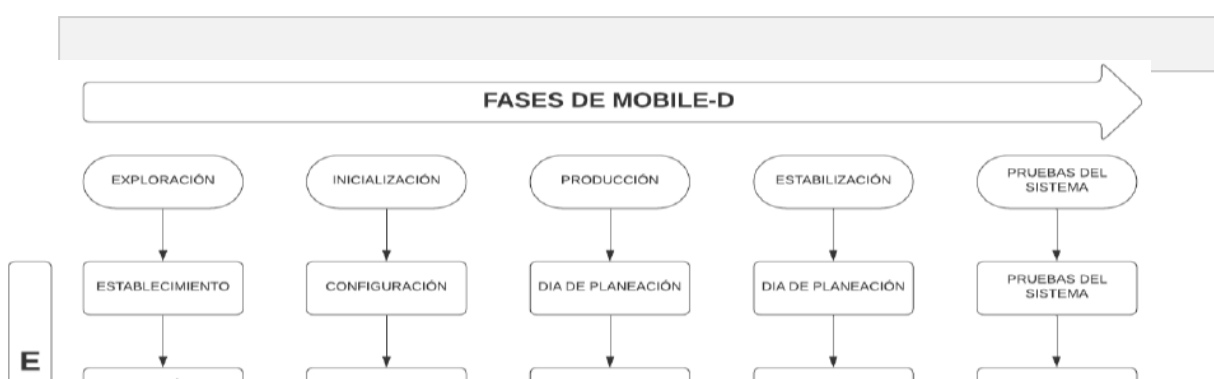 FASES DE MOBILE-D
EXPLORACIÓN
INICIALIZACIÓN
PRODUCCIÓN
ESTABILIZACIÓN
PRUEBAS DEL
SISTEMA
ESTABLECIMIENTO
CONFIGURACIÓN
DIA DE PLANEACIÓN
DIA DE PLANEACIÓN
PRUEBAS DEL
SISTEMA
E